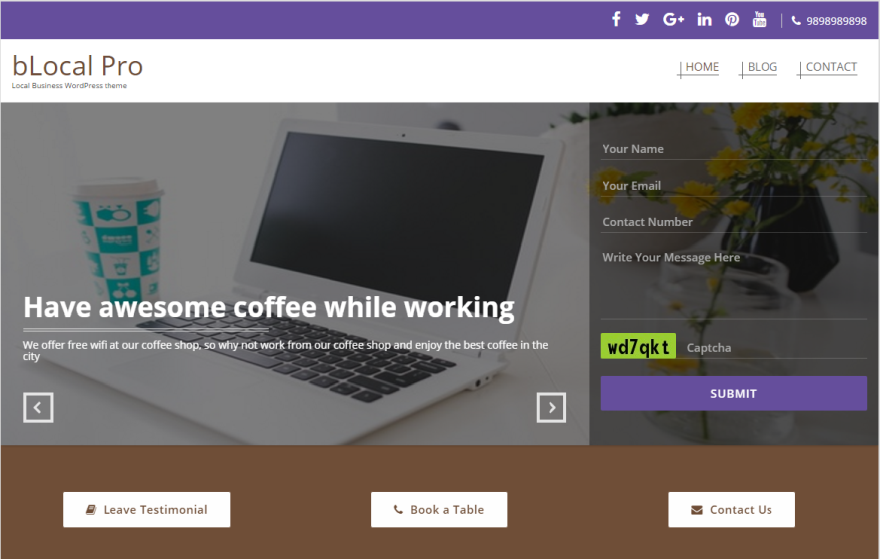 You
Tube
9898989898
bLocal Pro
Local Business WordPress theme
HOME
BLOG
CONTACT
Your Name
Your Email
Contact Number
Write Your Message Here
Have awesome coffee while working
We offer free wifi at our coffee shop, so why not work from our coffee shop and enjoy the best coffee in the
city
wd7qkt
Captcha
SUBMIT
Leave Testimonial
Book a Table
Contact Us